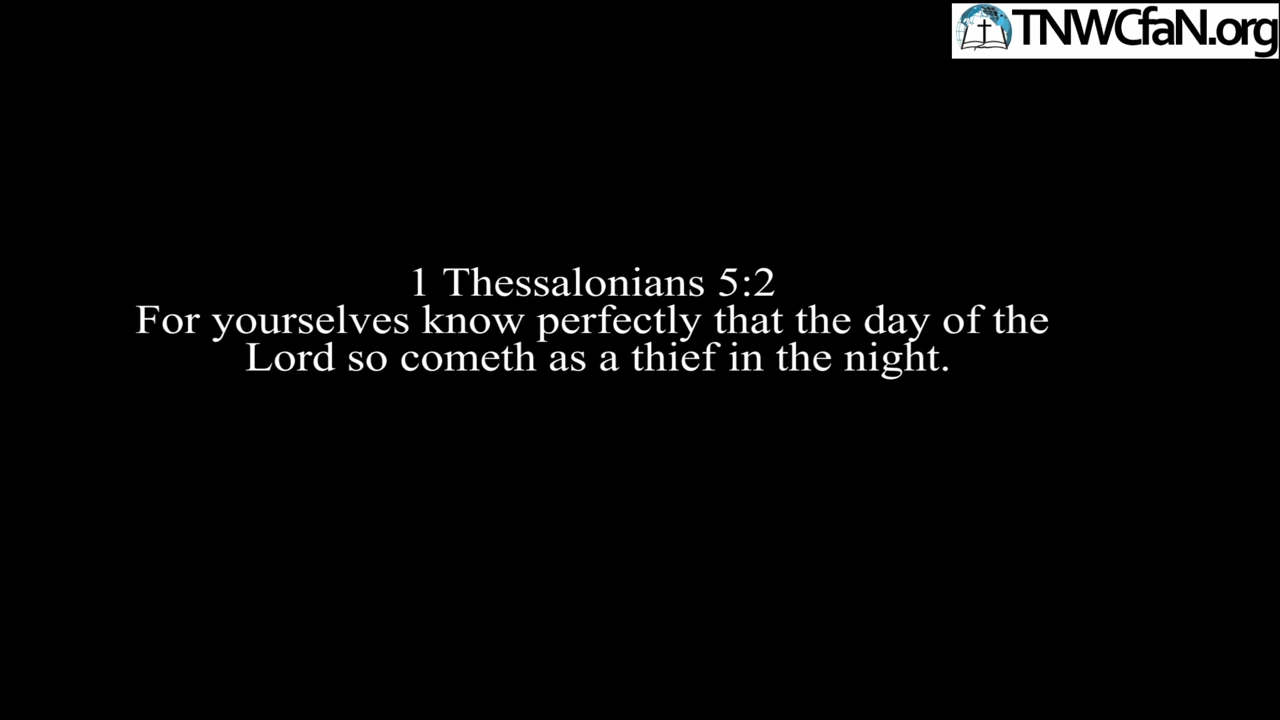 TNWCfaN.org
1 Thessalonians 5:2
For yourselves know perfectly that the day of the
Lord so cometh as a thief in the night.